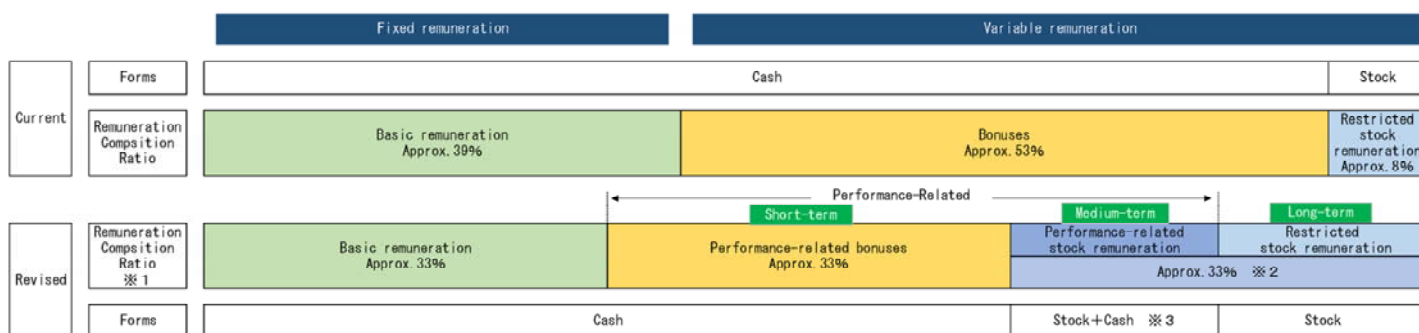 Fixed remuneration
Variable remuneration
Current
Forms
Cash
Stock
Remuneration
Compsition
Ratio
Basic remuneration
Approx.39%
Bonuses
Approx.53%
Restricted
stock
remuneration
Approx.8%
Performance-Related
Short-term
Medium-term
Long-term
Revised
Remuneration
Compsition
Ratio
※1
Basic remuneration
Approx.33%
Performance-related bonuses
Approx.33%
Performance-related
stock remuneration
Restricted
stock remuneration
Approx.33% ※2
Forms
Cash
Stock+Cash ※3
Stock